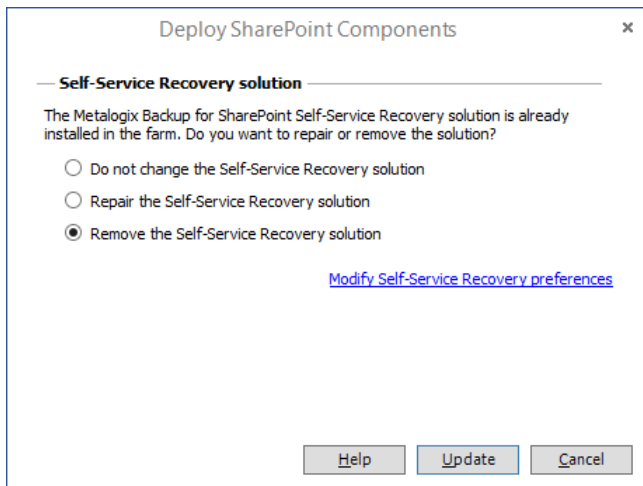 Deploy SharePoint Components
Self-Service Recovery solution
The Metalogix Backup for SharePoint Self-Service Recovery solution is already
installed in the farm. Do you want to repair or remove the solution?
Do not change the Self-Service Recovery solution
Repair the Self-Service Recovery solution
Remove the Self-Service Recovery solution
Modify Self-Service Recovery preferences
Help Update Cancel